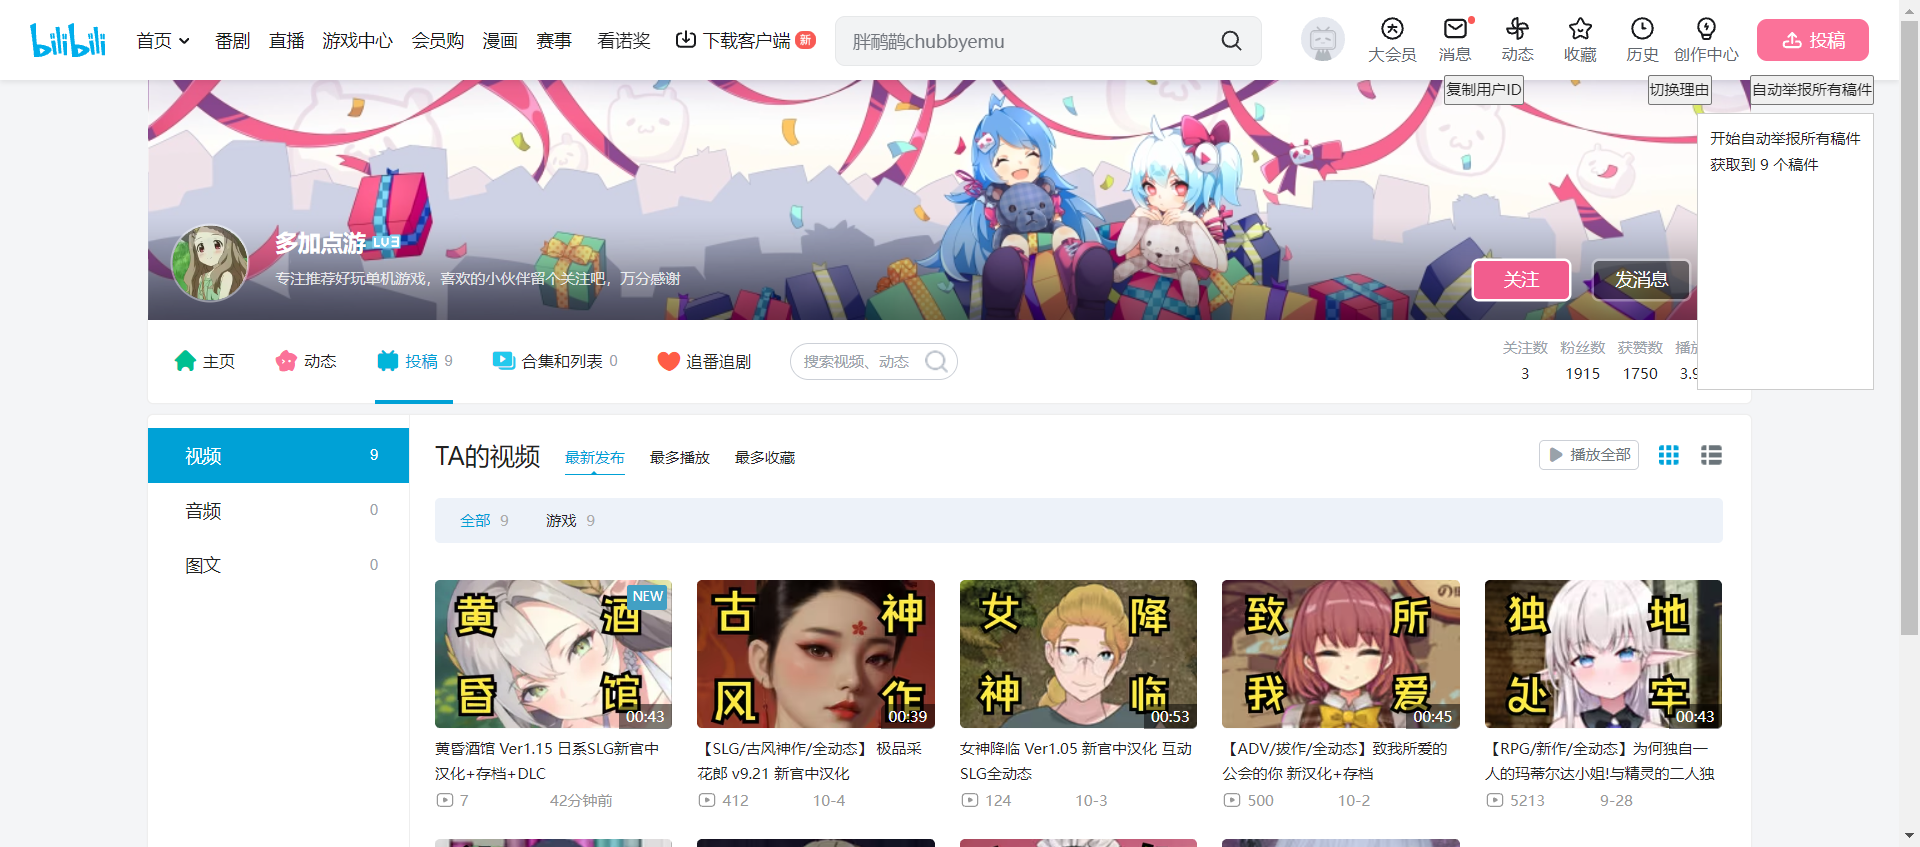 bilibili
首页
番剧
直播
游戏中心
会员购
漫画
赛事
看诺奖
下载客户端
新
胖鸸鹋chubbyemu
大会员
消息
动态
收藏
历史
创作中心
投稿
复制用户ID
切换理由
自动举报所有稿件
开始自动举报所有稿件
获取到 9 个稿件
多加点游 LV3
专注推荐好玩单机游戏，喜欢的小伙伴留个关注吧，万分感谢
关注
发消息
主页
动态
投稿 9
合集和列表 0
追番追剧
搜索视频、动态
关注数 粉丝数 获赞数 播放
3 1915 1750 3.9
视频 9
音频 0
图文 0
TA的视频
最新发布
最多播放
最多收藏
播放全部
全部 9
游戏 9
黄 酒
昏 馆
NEW
00:43
黄昏酒馆 Ver1.15 日系SLG新官中
汉化+存档+DLC
7 42分钟前
古 神
风 作
00:39
【SLG/古风神作/全动态】 极品采
花郎 v9.21 新官中汉化
412 10-4
女 降
神 临
00:53
女神降临 Ver1.05 新官中汉化 互动
SLG全动态
124 10-3
致 所
我 爱
00:45
【ADV/拔作/全动态】致我所爱的
公会的你 新汉化+存档
500 10-2
独 地
处 牢
00:43
【RPG/新作/全动态】为何独自一
人的玛蒂尔达小姐!与精灵的二人独
5213 9-28